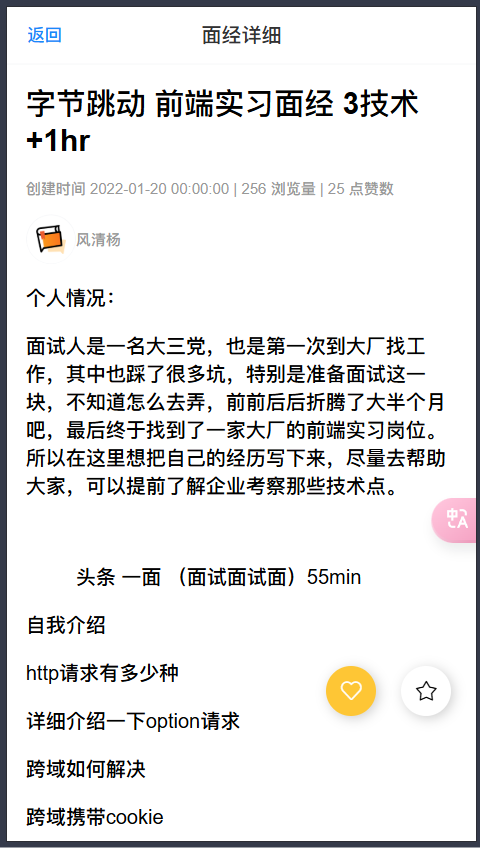 返回
面经详细
字节跳动 前端实习面经 3技术
+1hr
创建时间 2022-01-20 00:00:00 | 256 浏览量 | 25 点赞数
风清杨
个人情况：
面试人是一名大三党，也是第一次到大厂找工
作，其中也踩了很多坑，特别是准备面试这一
块，不知道怎么去弄，前前后后折腾了大半个月
吧，最后终于找到了一家大厂的前端实习岗位。
所以在这里想把自己的经历写下来，尽量去帮助
大家，可以提前了解企业考察那些技术点。
中A
头条 一面 （面试面试面）55min
自我介绍
http请求有多少种
详细介绍一下option请求
跨域如何解决
跨域携带cookie